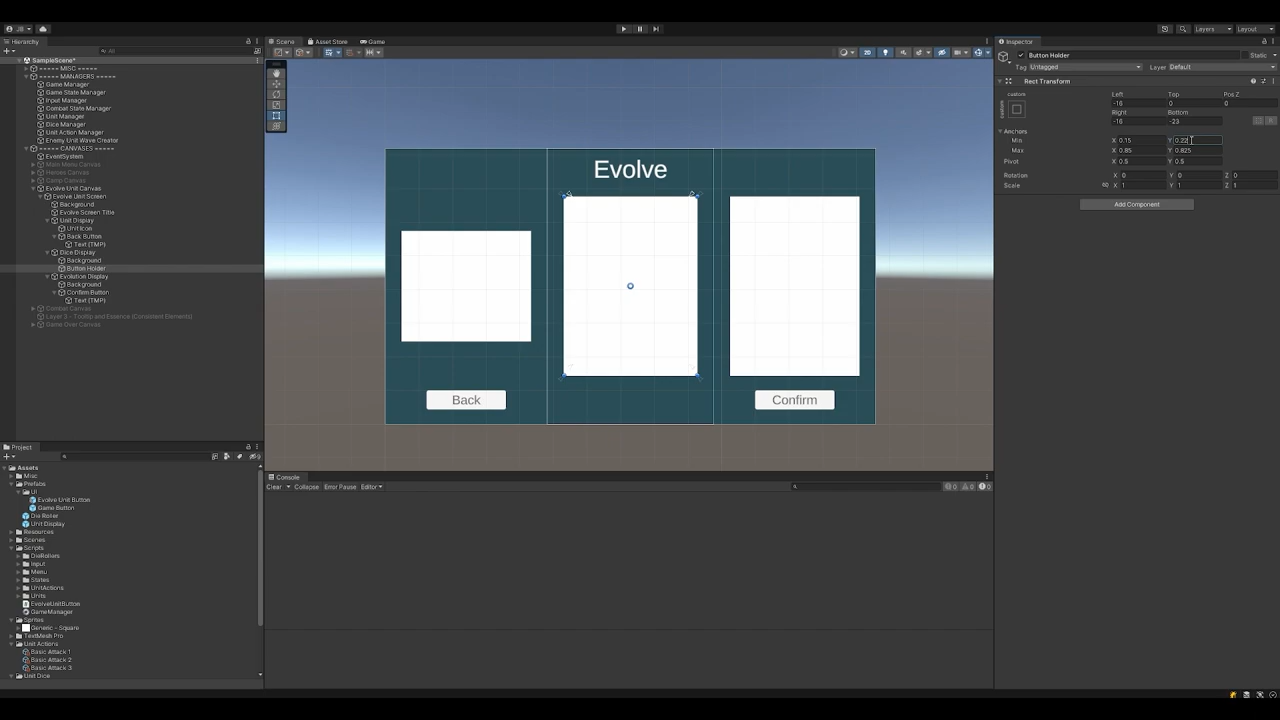 JB
Layers
Layout
Hierarchy
All
Scene
Asset Store
Game
Inspector
SampleScene*
===== MISC =====
===== MANAGERS =====
Game Manager
Game State Manager
Input Manager
Combat State Manager
Unit Manager
Dice Manager
Unit Action Manager
Enemy Unit Wave Creator
===== CANVASES =====
EventSystem
Main Menu Canvas
Heroes Canvas
Camp Canvas
Evolve Unit Canvas
Evolve Unit Screen
Background
Evolve Screen Title
Unit Display
Unit Icon
Back Button
Text (TMP)
Dice Display
Background
Button Holder
Evolution Display
Background
Confirm Button
Text (TMP)
Combat Canvas
Layer 3 - Tooltip and Essence (Consistent Elements)
Game Over Canvas
2D
Evolve
Back
Confirm
Button Holder
Static
Tag Untagged
Layer Default
Rect Transform
custom
custom
Left Top Pos Z
-16 0 0
Right Bottom
-16 -23
R
Anchors
Min X 0.15 Y 0.22
Max X 0.85 Y 0.825
Pivot X 0.5 Y 0.5
Rotation X 0 Y 0 Z 0
Scale X 1 Y 1 Z 1
Add Component
Project
Assets
Misc
Prefabs
UI
Evolve Unit Button
Game Button
Die Roller
Unit Display
Resources
Scenes
Scripts
DieRollers
Input
Menu
States
UnitActions
Units
EvolveUnitButton
GameManager
Sprites
Generic - Square
TextMesh Pro
Unit Actions
Basic Attack 1
Basic Attack 2
Basic Attack 3
Unit Dice
Console
Clear Collapse Error Pause Editor
0 0 0